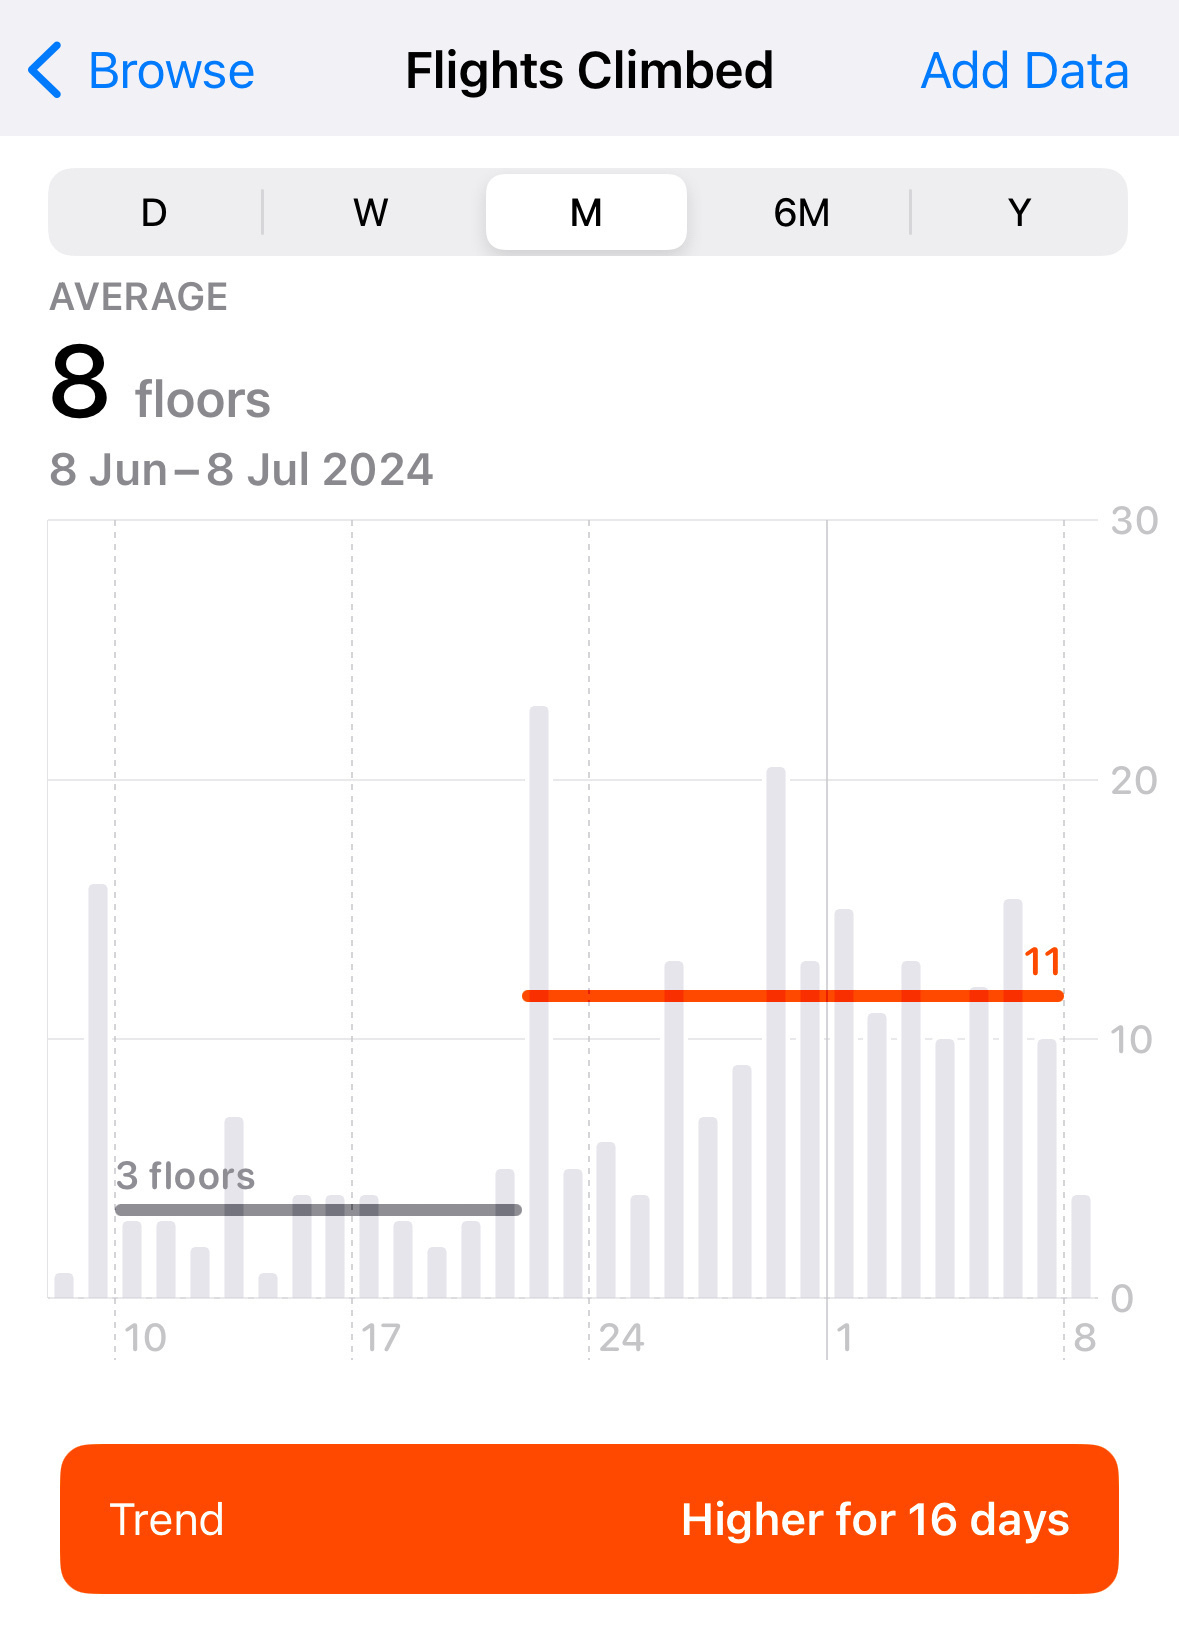 Browse Flights Climbed Add Data
D W M 6M Y
AVERAGE
8 floors
8 Jun–8 Jul 2024
30
20
11
10
3 floors
0
10 17 24 1 8
Trend Higher for 16 days